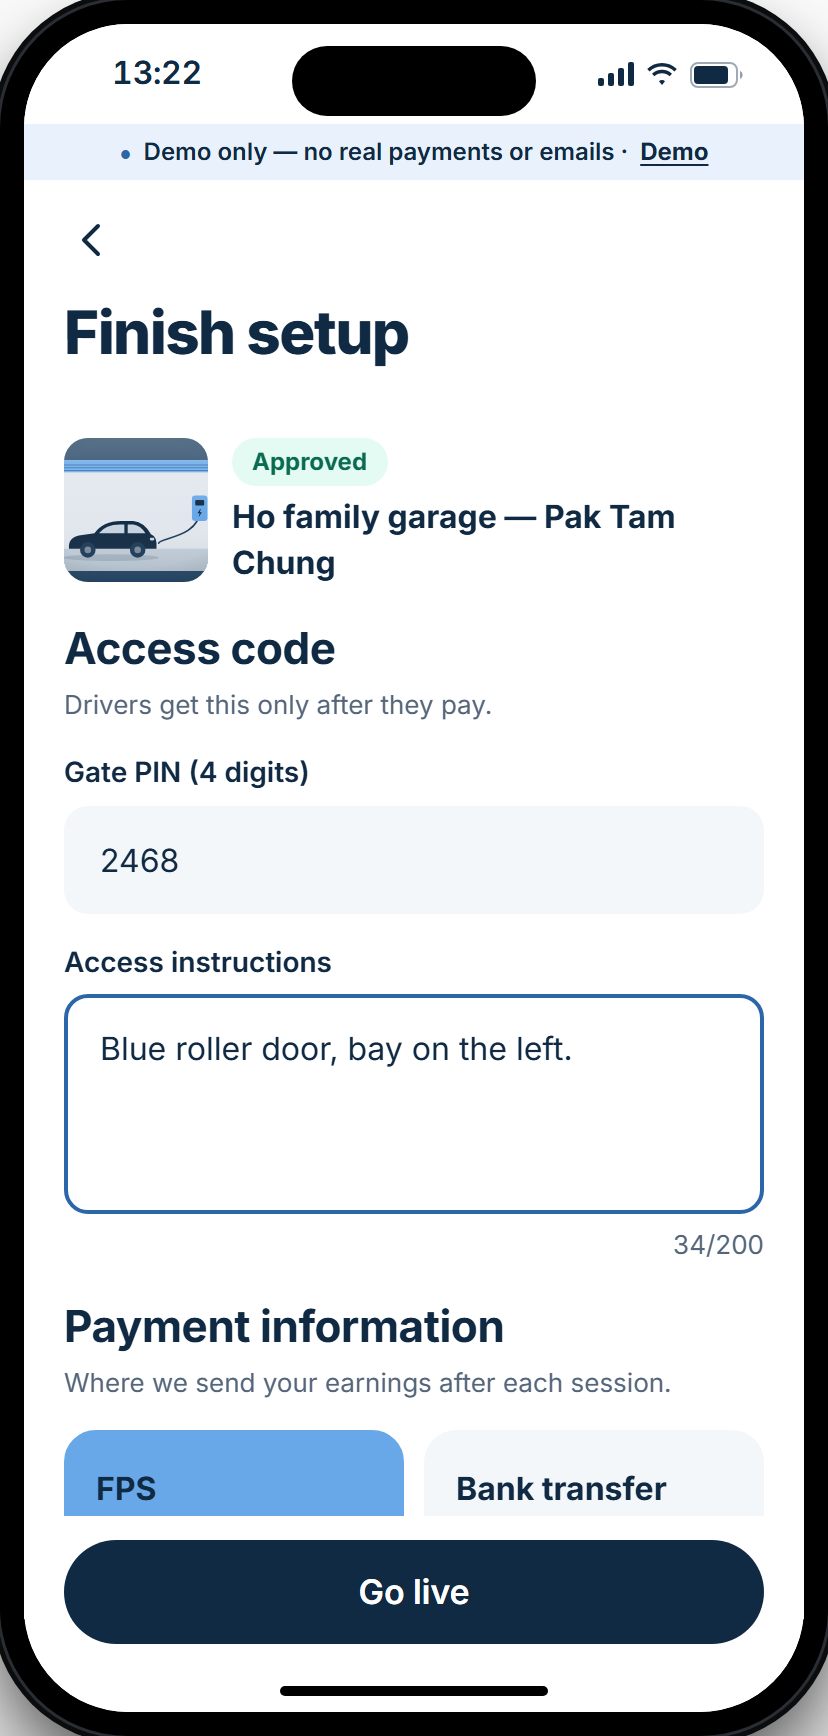 13:22
Demo only — no real payments or emails · Demo
Finish setup
Approved
Ho family garage — Pak Tam
Chung
Access code
Drivers get this only after they pay.
Gate PIN (4 digits)
2468
Access instructions
Blue roller door, bay on the left.
34/200
Payment information
Where we send your earnings after each session.
FPS
Bank transfer
Go live